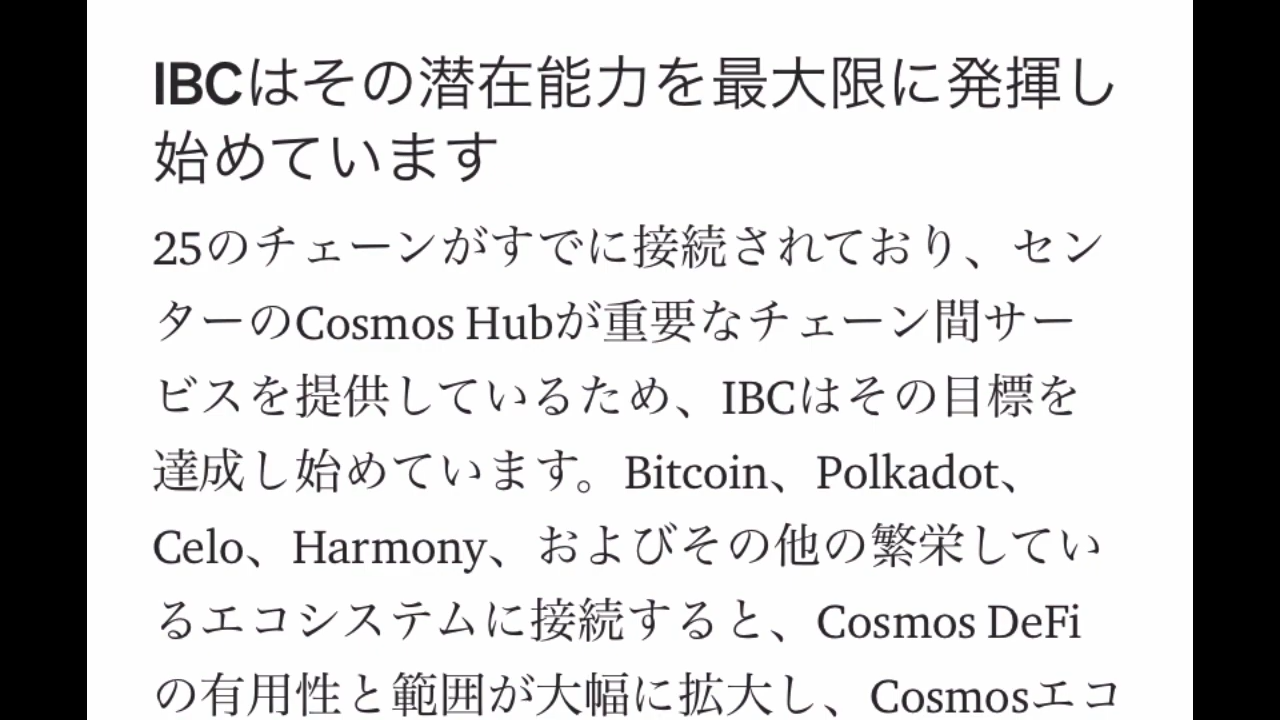 IBCはその潜在能力を最大限に発揮し
始めています
25のチェーンがすでに接続されており、セン
ターのCosmos Hubが重要なチェーン間サー
ビスを提供しているため、IBCはその目標を
達成し始めています。Bitcoin、Polkadot、
Celo、Harmony、およびその他の繁栄してい
るエコシステムに接続すると、Cosmos DeFi
の有用性と範囲が大幅に拡大し、Cosmosエコ